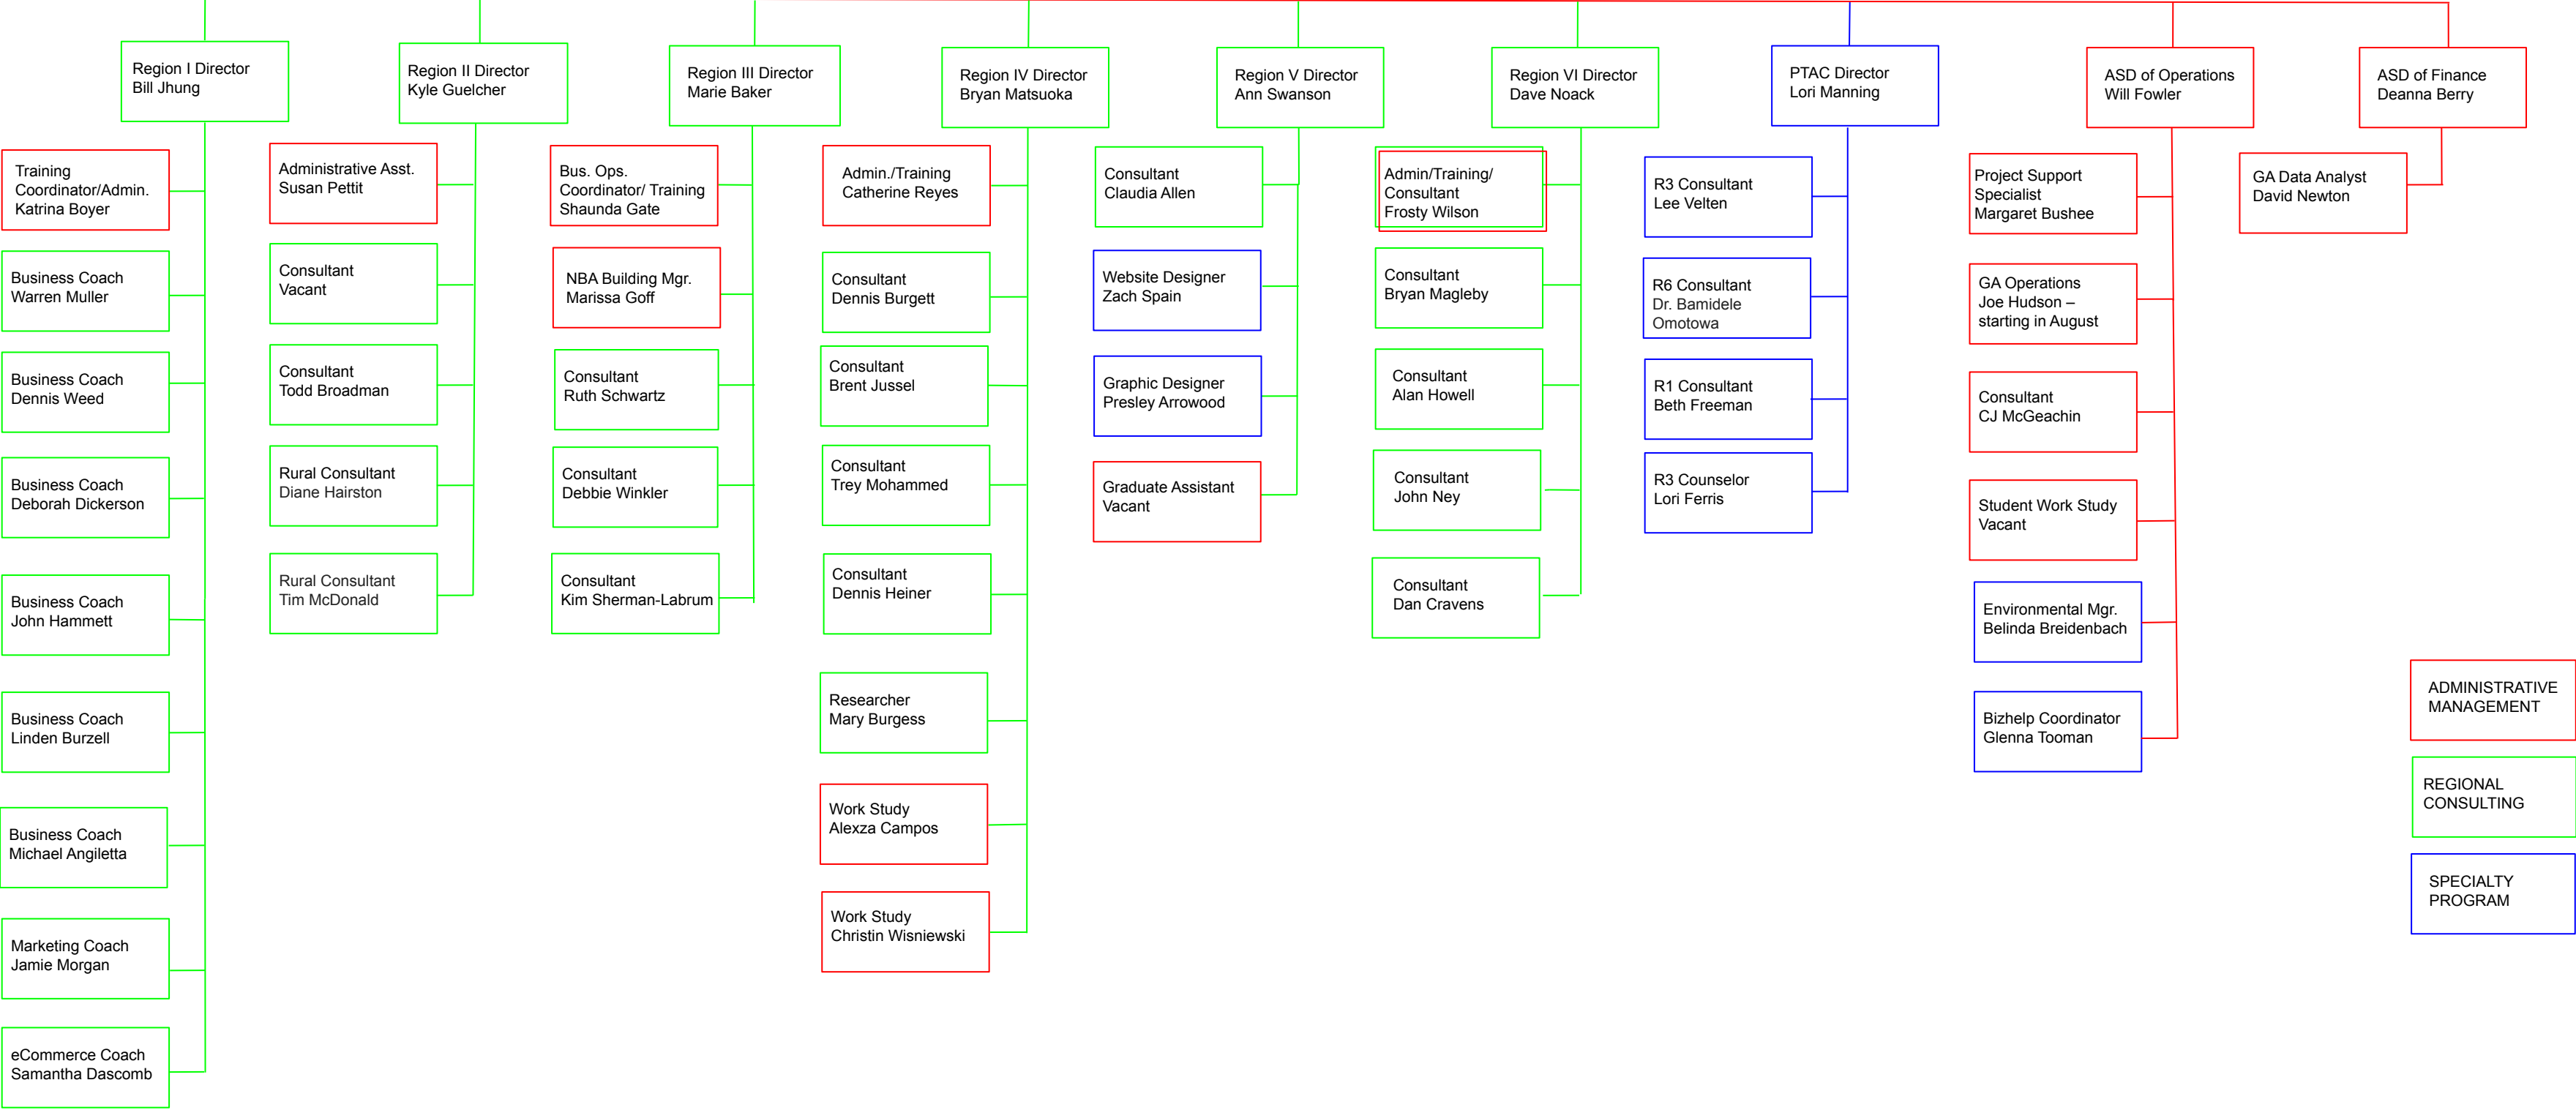 Region I Director
Bill Jhung
Region II Director
Kyle Guelcher
Region III Director
Marie Baker
Region IV Director
Bryan Matsuoka
Region V Director
Ann Swanson
Region VI Director
Dave Noack
PTAC Director
Lori Manning
ASD of Operations
Will Fowler
ASD of Finance
Deanna Berry
Training
Coordinator/Admin.
Katrina Boyer
Business Coach
Warren Muller
Business Coach
Dennis Weed
Business Coach
Deborah Dickerson
Business Coach
John Hammett
Business Coach
Linden Burzell
Business Coach
Michael Angiletta
Marketing Coach
Jamie Morgan
eCommerce Coach
Samantha Dascomb
Administrative Asst.
Susan Pettit
Consultant
Vacant
Consultant
Todd Broadman
Rural Consultant
Diane Hairston
Rural Consultant
Tim McDonald
Bus. Ops.
Coordinator/ Training
Shaunda Gate
NBA Building Mgr.
Marissa Goff
Consultant
Ruth Schwartz
Consultant
Debbie Winkler
Consultant
Kim Sherman-Labrum
Admin./Training
Catherine Reyes
Consultant
Dennis Burgett
Consultant
Brent Jussel
Consultant
Trey Mohammed
Consultant
Dennis Heiner
Researcher
Mary Burgess
Work Study
Alexza Campos
Work Study
Christin Wisniewski
Consultant
Claudia Allen
Website Designer
Zach Spain
Graphic Designer
Presley Arrowood
Graduate Assistant
Vacant
Admin/Training/
Consultant
Frosty Wilson
Consultant
Bryan Magleby
Consultant
Alan Howell
Consultant
John Ney
Consultant
Dan Cravens
R3 Consultant
Lee Velten
R6 Consultant
Dr. Bamidele
Omotowa
R1 Consultant
Beth Freeman
R3 Counselor
Lori Ferris
Project Support
Specialist
Margaret Bushee
GA Operations
Joe Hudson –
starting in August
Consultant
CJ McGeachin
Student Work Study
Vacant
Environmental Mgr.
Belinda Breidenbach
Bizhelp Coordinator
Glenna Tooman
GA Data Analyst
David Newton
ADMINISTRATIVE
MANAGEMENT
REGIONAL
CONSULTING
SPECIALTY
PROGRAM